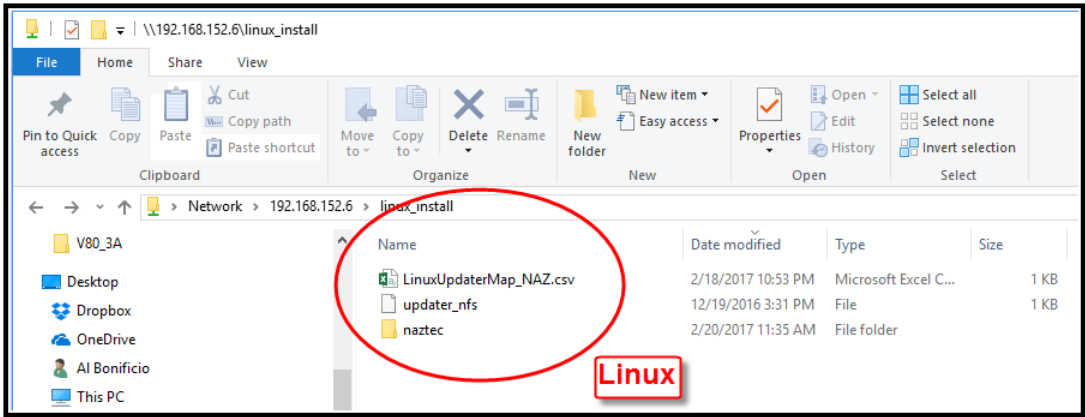 \\192.168.152.6\linux_install
File Home Share View
Pin to Quick access
Copy
Paste
Cut
Copy path
Paste shortcut
Move to
Copy to
Delete
Rename
New folder
New item
Easy access
Properties
Open
Edit
History
Select all
Select none
Invert selection
Clipboard Organize New Open Select
Network > 192.168.152.6 > linux_install
V80_3A
Desktop
Dropbox
OneDrive
Al Bonificio
This PC
Name Date modified Type Size
LinuxUpdaterMap_NAZ.csv 2/18/2017 10:53 PM Microsoft Excel C... 1 KB
updater_nfs 12/19/2016 3:31 PM File 1 KB
naztec 2/20/2017 11:35 AM File folder
Linux